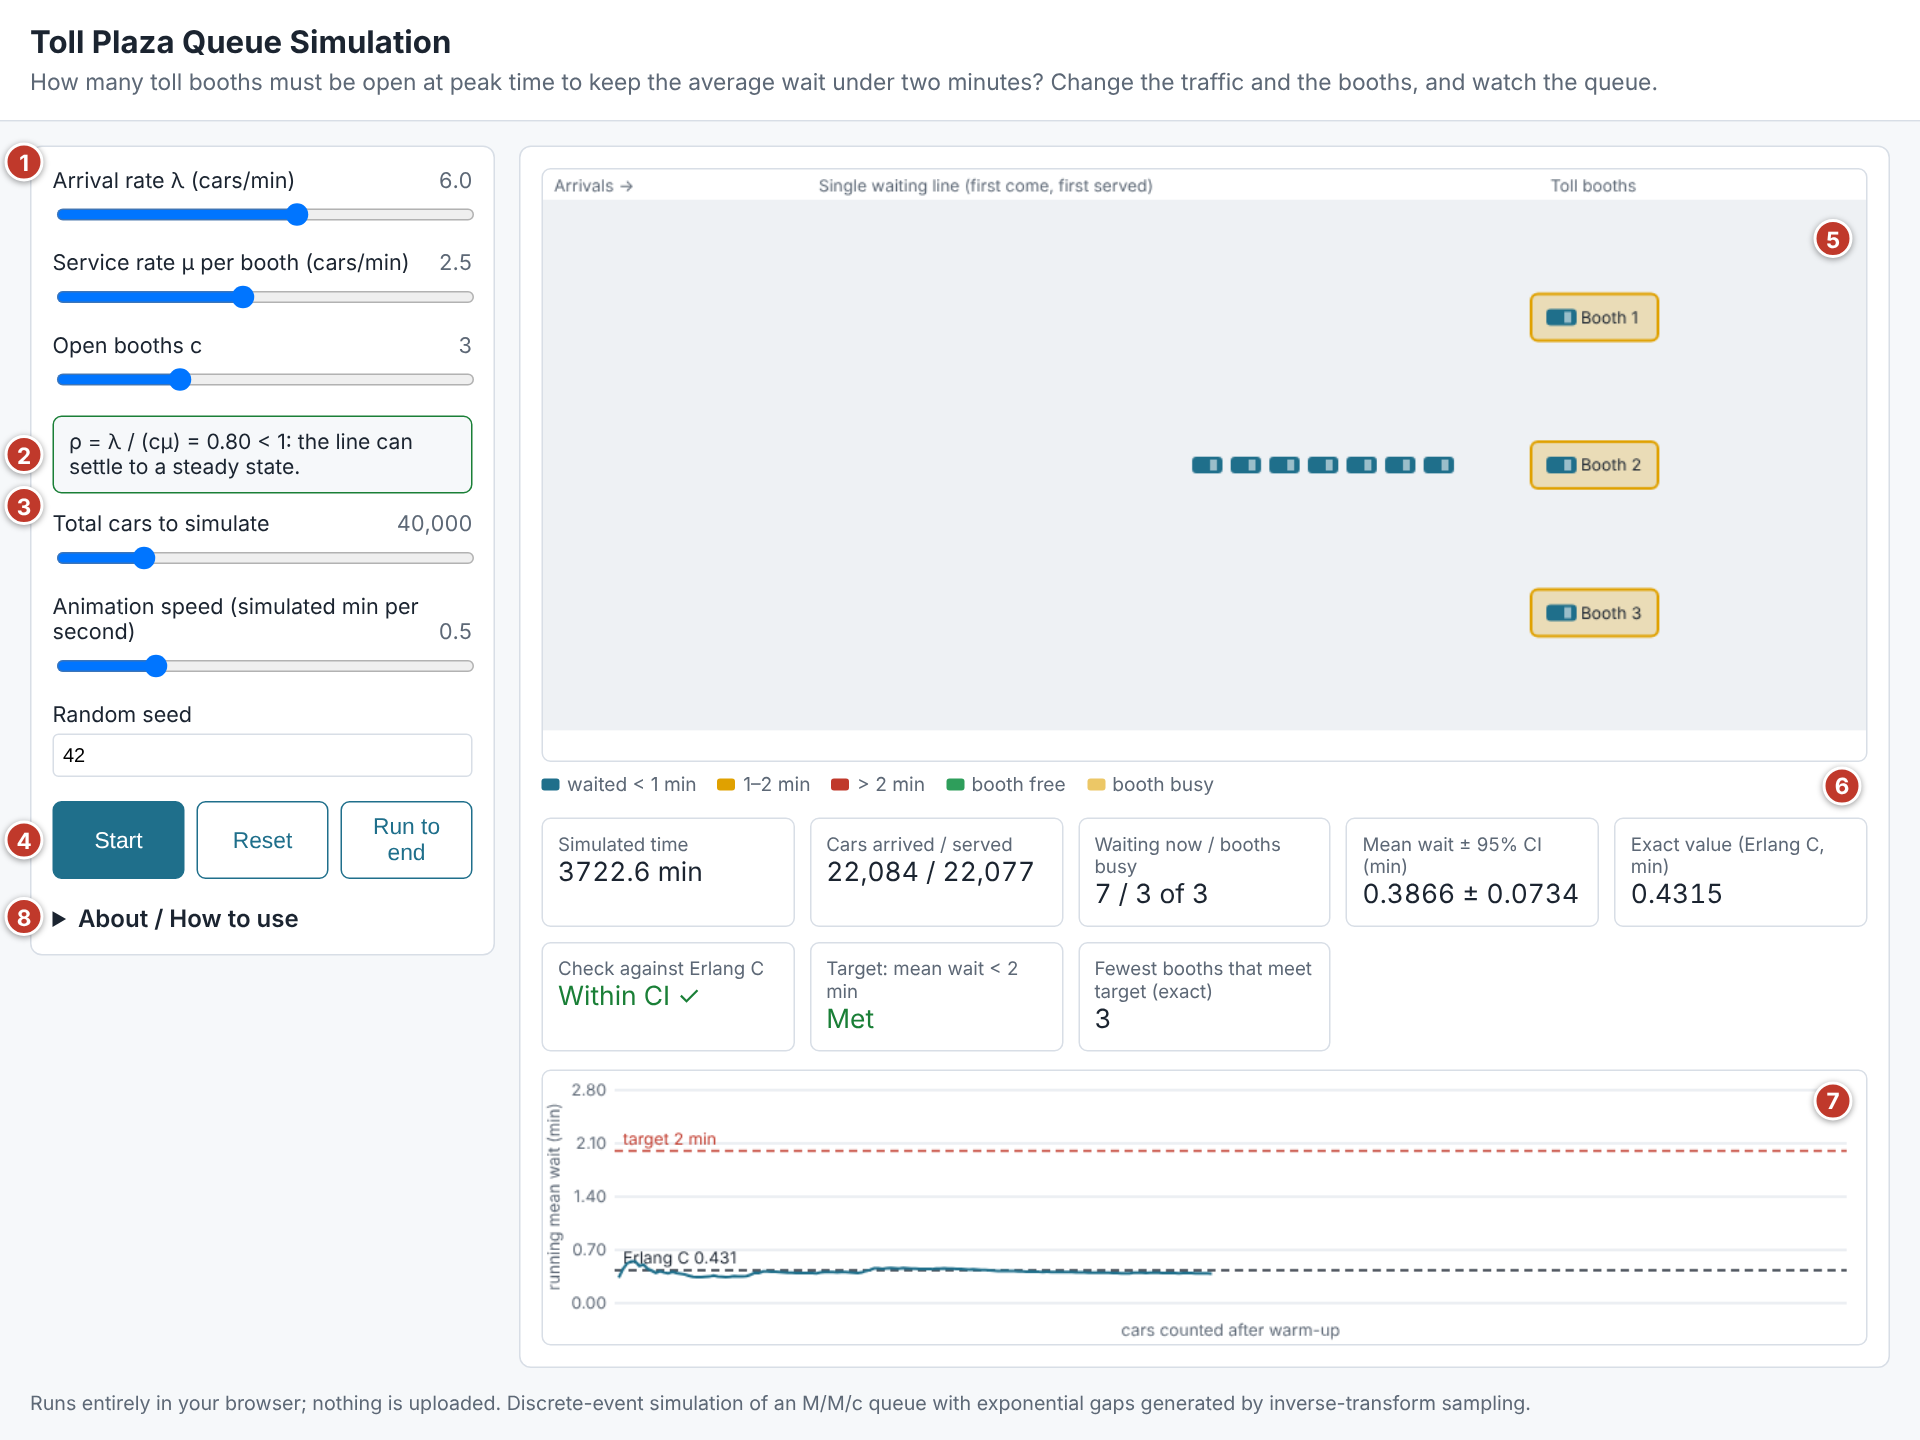 Toll Plaza Queue Simulation
How many toll booths must be open at peak time to keep the average wait under two minutes? Change the traffic and the booths, and watch the queue.
1
Arrival rate λ (cars/min) 6.0
Service rate μ per booth (cars/min) 2.5
Open booths c 3
2
ρ = λ / (cμ) = 0.80 < 1: the line can
settle to a steady state.
3
Total cars to simulate 40,000
Animation speed (simulated min per
second) 0.5
Random seed
42
4
Start Reset Run to
end
8
▶ About / How to use
Arrivals → Single waiting line (first come, first served) Toll booths
5
Booth 1
Booth 2
Booth 3
waited < 1 min 1–2 min > 2 min booth free booth busy
6
Simulated time
3722.6 min
Cars arrived / served
22,084 / 22,077
Waiting now / booths
busy
7 / 3 of 3
Mean wait ± 95% CI
(min)
0.3866 ± 0.0734
Exact value (Erlang C,
min)
0.4315
Check against Erlang C
Within CI ✓
Target: mean wait < 2
min
Met
Fewest booths that meet
target (exact)
3
7
running mean wait (min)
2.80
2.10
1.40
0.70
0.00
target 2 min
Erlang C 0.431
cars counted after warm-up
Runs entirely in your browser; nothing is uploaded. Discrete-event simulation of an M/M/c queue with exponential gaps generated by inverse-transform sampling.